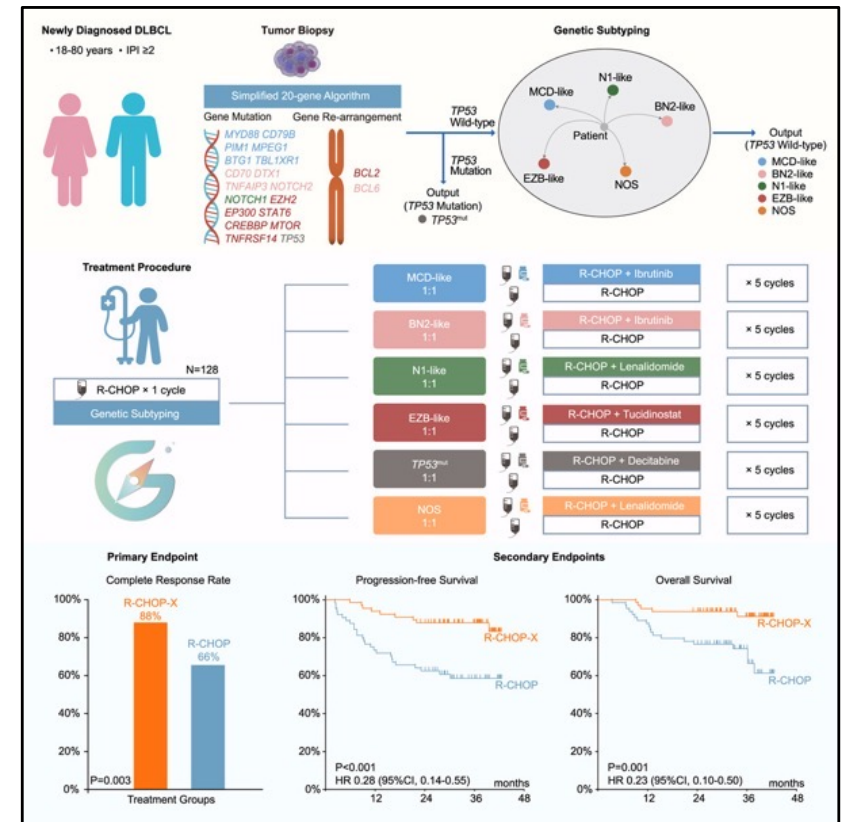 Newly Diagnosed DLBCL
• 18-80 years • IPI ≥2
Tumor Biopsy
Simplified 20-gene Algorithm
Gene Mutation
Gene Re-arrangement
MYD88 CD79B
PIM1 MPEG1
BTG1 TBL1XR1
CD70 DTX1
TNFAIP3 NOTCH2
NOTCH1 EZH2
EP300 STAT6
CREBBP MTOR
TNFRSF14 TP53
BCL2
BCL6
TP53
Wild-type
TP53
Mutation
Output
(TP53 Mutation)
TP53mut
Genetic Subtyping
N1-like
MCD-like
BN2-like
Patient
EZB-like
NOS
Output
(TP53 Wild-type)
MCD-like
BN2-like
N1-like
EZB-like
NOS
Treatment Procedure
N=128
R-CHOP × 1 cycle
Genetic Subtyping
MCD-like
1:1
R-CHOP + Ibrutinib
R-CHOP
× 5 cycles
BN2-like
1:1
R-CHOP + Ibrutinib
R-CHOP
× 5 cycles
N1-like
1:1
R-CHOP + Lenalidomide
R-CHOP
× 5 cycles
EZB-like
1:1
R-CHOP + Tucidinostat
R-CHOP
× 5 cycles
TP53mut
1:1
R-CHOP + Decitabine
R-CHOP
× 5 cycles
NOS
1:1
R-CHOP + Lenalidomide
R-CHOP
× 5 cycles
Primary Endpoint
Complete Response Rate
100%
80%
60%
40%
20%
0%
R-CHOP-X
88%
R-CHOP
66%
P=0.003
Treatment Groups
Secondary Endpoints
Progression-free Survival
100%
80%
60%
40%
20%
0%
R-CHOP-X
R-CHOP
P<0.001
HR 0.28 (95%CI, 0.14-0.55)
months
12 24 36 48
Overall Survival
100%
80%
60%
40%
20%
0%
R-CHOP-X
R-CHOP
P=0.001
HR 0.23 (95%CI, 0.10-0.50)
months
12 24 36 48